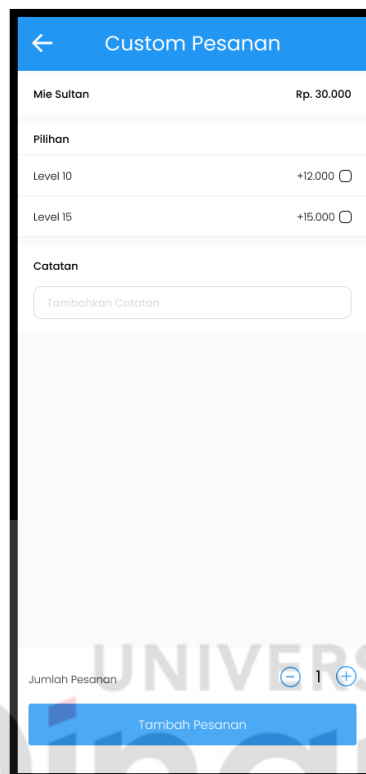 Custom Pesanan
Mie Sultan Rp. 30.000
Pilihan
Level 10 +12.000
Level 15 +15.000
Catatan
Tambahkan Catatan
UNIVERS
Jumlah Pesanan 1
Tambah Pesanan